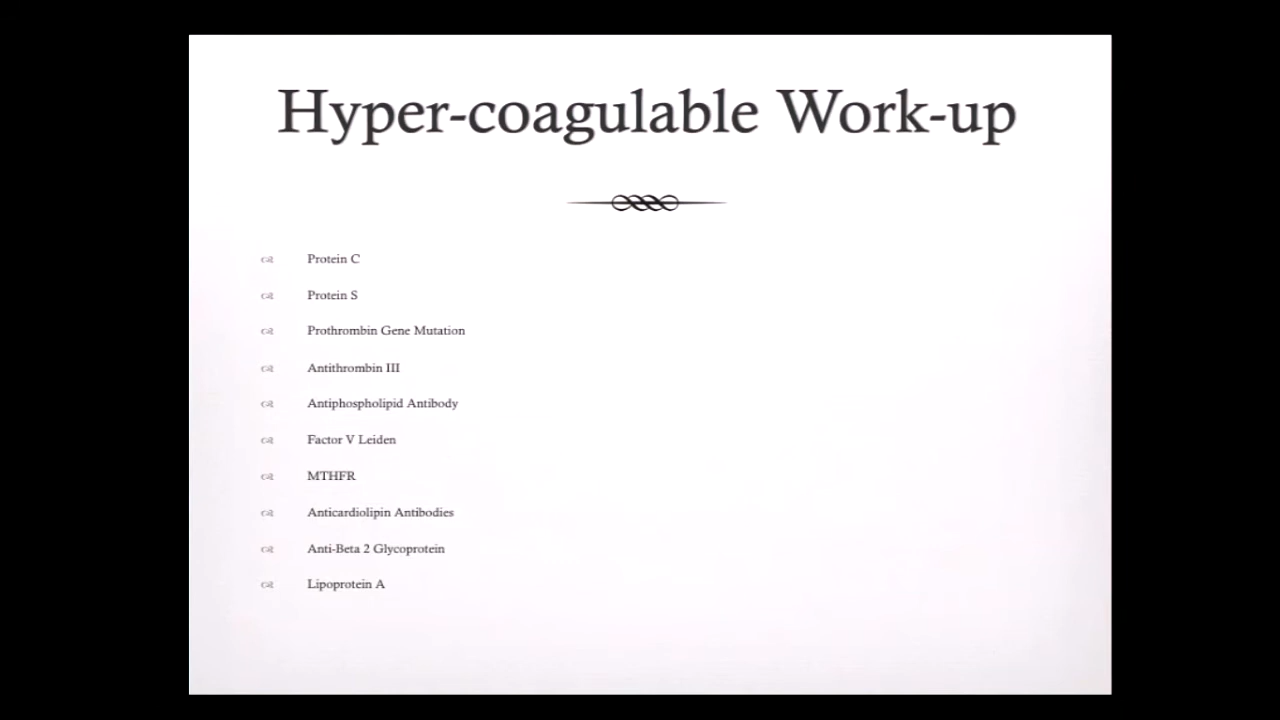 Hyper-coagulable Work-up
Protein C
Protein S
Prothrombin Gene Mutation
Antithrombin III
Antiphospholipid Antibody
Factor V Leiden
MTHFR
Anticardiolipin Antibodies
Anti-Beta 2 Glycoprotein
Lipoprotein A